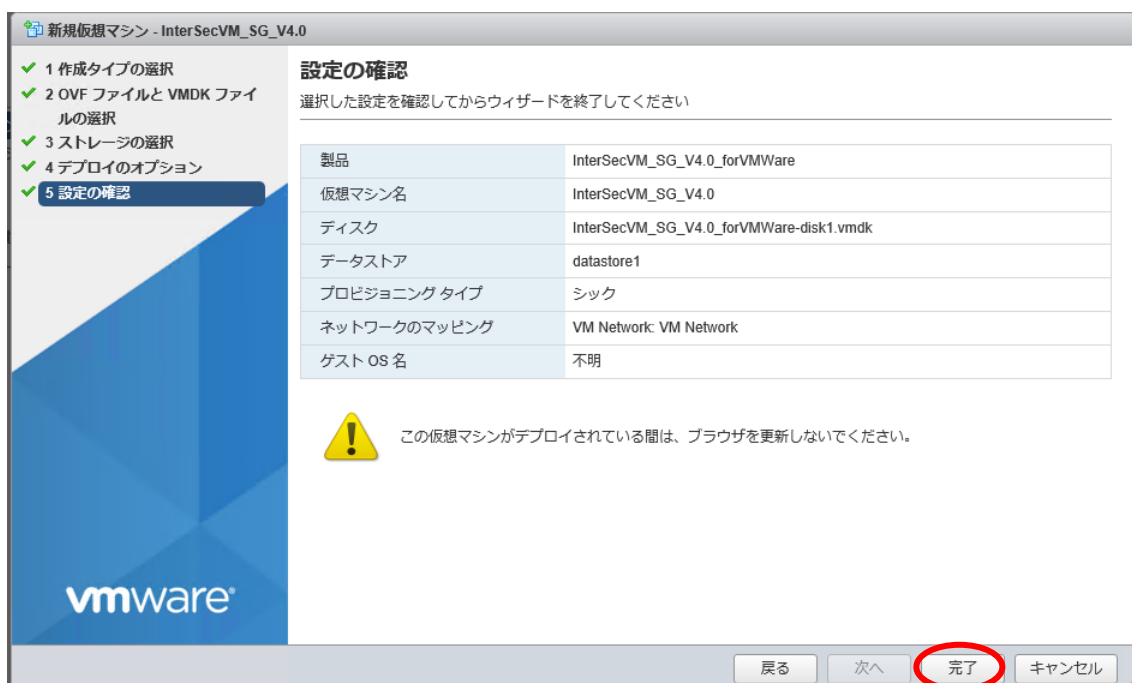 新規仮想マシン - InterSecVM_SG_V4.0
1 作成タイプの選択
2 OVF ファイルと VMDK ファイ
ルの選択
3 ストレージの選択
4 デプロイのオプション
5 設定の確認
設定の確認
選択した設定を確認してからウィザードを終了してください
製品 InterSecVM_SG_V4.0_forVMWare
仮想マシン名 InterSecVM_SG_V4.0
ディスク InterSecVM_SG_V4.0_forVMWare-disk1.vmdk
データストア datastore1
プロビジョニング タイプ シック
ネットワークのマッピング VM Network: VM Network
ゲスト OS 名 不明
この仮想マシンがデプロイされている間は、ブラウザを更新しないでください。
vmware
戻る 次へ 完了 キャンセル